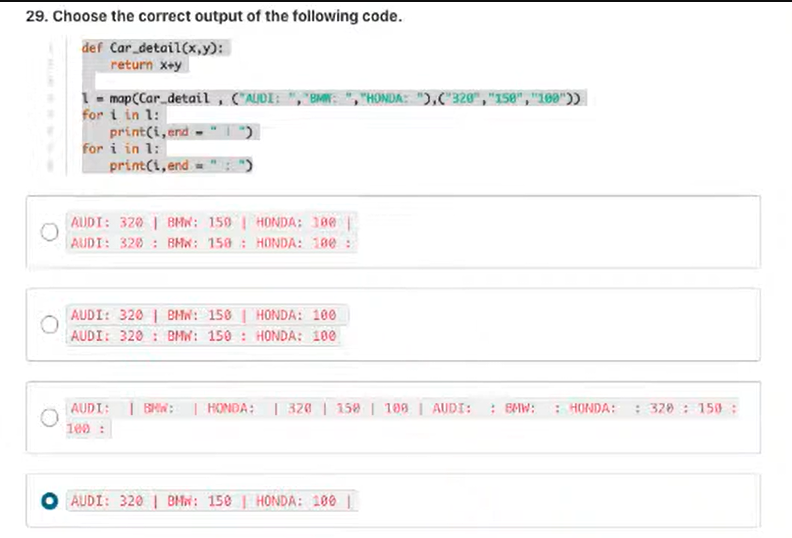 29. Choose the correct output of the following code.
def Car_detail(x,y):
return x+y
l = map(Car_detail , ("AUDI: ","BMW: ","HONDA: "),("320","150","100"))
for i in l:
print(i,end = " | ")
for i in l:
print(i,end = " : ")
AUDI: 320 | BMW: 150 | HONDA: 100 |
AUDI: 320 : BMW: 150 : HONDA: 100 :
AUDI: 320 | BMW: 150 | HONDA: 100
AUDI: 320 : BMW: 150 : HONDA: 100
AUDI: | BMW: | HONDA: | 320 | 150 | 100 | AUDI: : BMW: : HONDA: : 320 : 150 :
100 :
AUDI: 320 | BMW: 150 | HONDA: 100 |